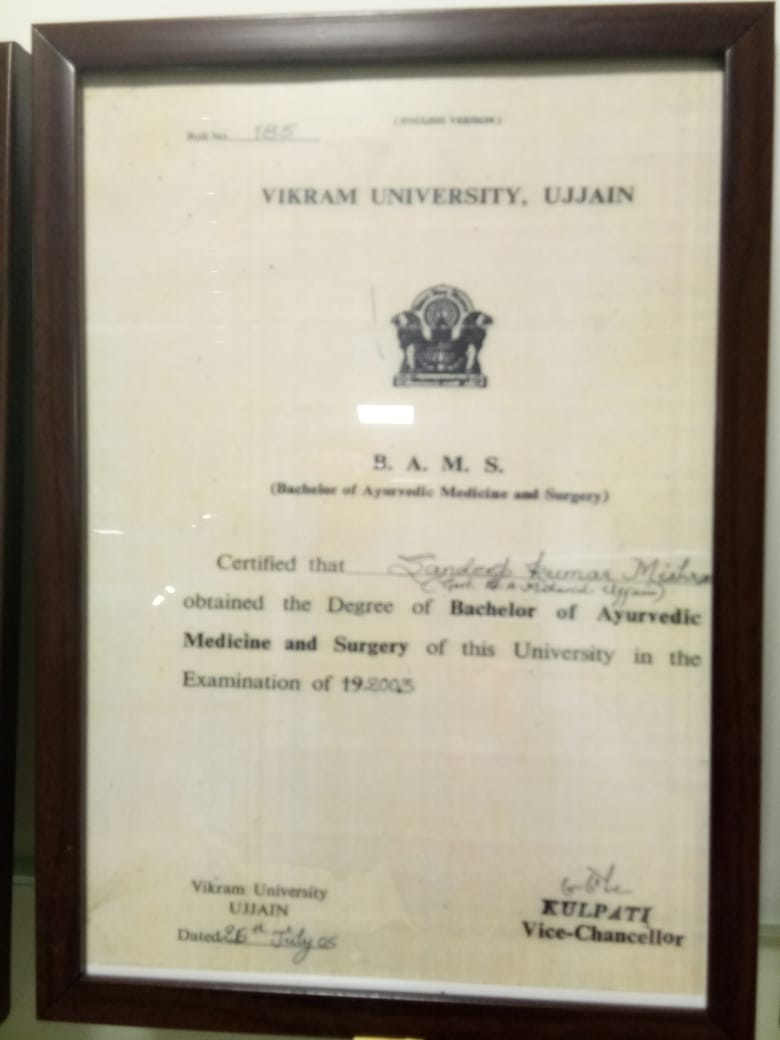 ( ENGLISH VERSION )
Roll No. 185
VIKRAM UNIVERSITY, UJJAIN
B. A. M. S.
(Bachelor of Ayurvedic Medicine and Surgery)
Certified that Sandeep Kumar Mishra
Ujjain)
obtained the Degree of Bachelor of Ayurvedic
Medicine and Surgery of this University in the
Examination of 19 2003
Vikram University
UJJAIN
Dated 26th July 05
KULPATI
Vice-Chancellor